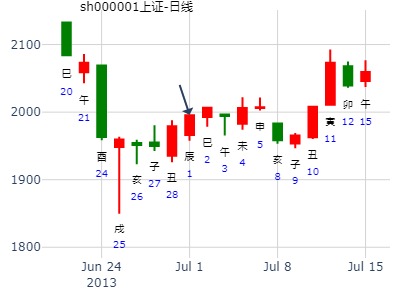 sh000001上证-日线
2100
2000
1900
1800
巳
20
午
21
酉
24
戌
25
亥
26
子
27
丑
28
辰
1
巳
2
午
3
未
4
申
5
亥
8
子
9
丑
10
寅
11
卯
12
午
15
Jun 24
2013
Jul 1
Jul 8
Jul 15